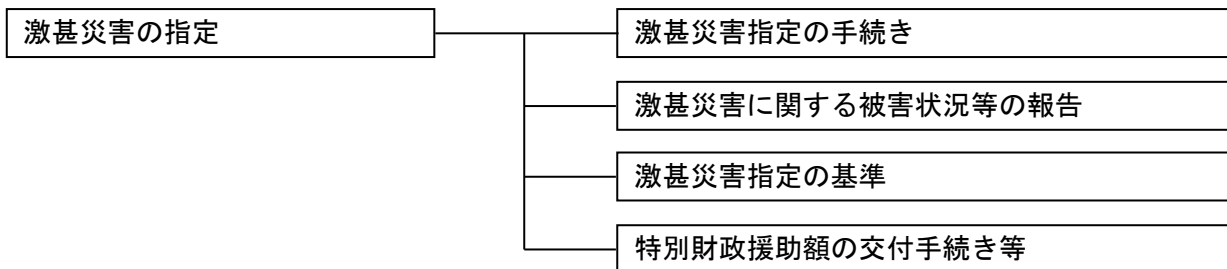 激甚災害の指定
激甚災害指定の手続き
激甚災害に関する被害状況等の報告
激甚災害指定の基準
特別財政援助額の交付手続き等